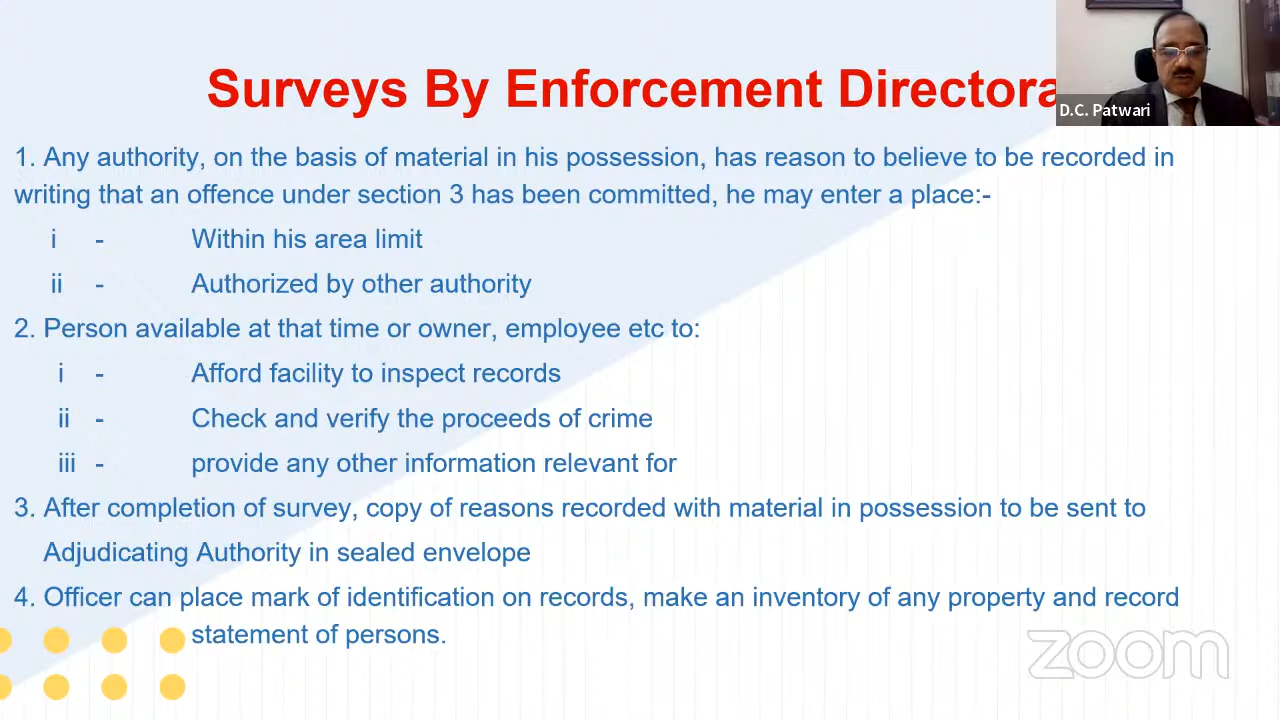 Surveys By Enforcement Directora
D.C. Patwari
1. Any authority, on the basis of material in his possession, has reason to believe to be recorded in
writing that an offence under section 3 has been committed, he may enter a place:-
i - Within his area limit
ii - Authorized by other authority
2. Person available at that time or owner, employee etc to:
i - Afford facility to inspect records
ii - Check and verify the proceeds of crime
iii - provide any other information relevant for
3. After completion of survey, copy of reasons recorded with material in possession to be sent to
Adjudicating Authority in sealed envelope
4. Officer can place mark of identification on records, make an inventory of any property and record
statement of persons.
zoom